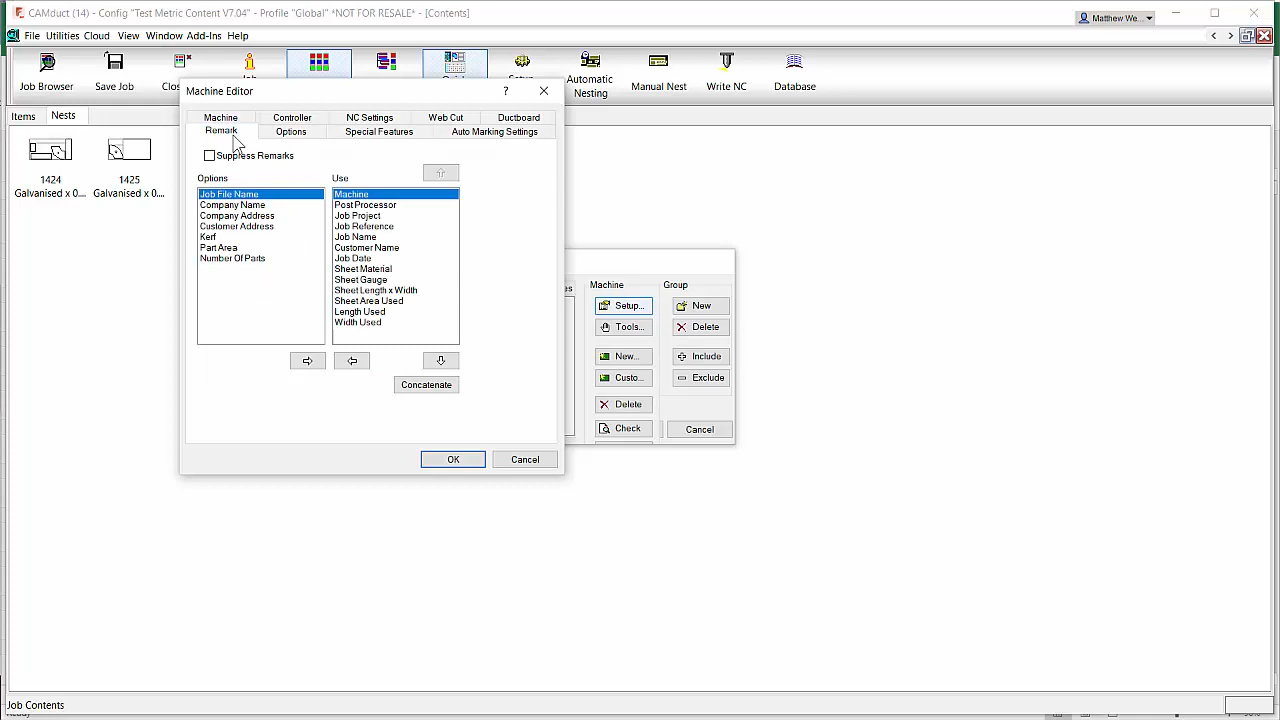 CAMduct (14) - Config "Test Metric Content V7.04" - Profile "Global" *NOT FOR RESALE* - [Contents]
Matthew We...
File Utilities Cloud View Window Add-Ins Help
Job Browser
Save Job
Automatic Nesting
Manual Nest
Write NC
Database
Items Nests
1424
Galvanised x 0....
1425
Galvanised x 0....
Machine Editor
?
Machine Controller NC Settings Web Cut Ductboard
Remark Options Special Features Auto Marking Settings
Suppress Remarks
Options
Job File Name
Company Name
Company Address
Customer Address
Kerf
Part Area
Number Of Parts
Use
Machine
Post Processor
Job Project
Job Reference
Job Name
Customer Name
Job Date
Sheet Material
Sheet Gauge
Sheet Length x Width
Sheet Area Used
Length Used
Width Used
Concatenate
OK
Cancel
es
Machine
Setup...
Tools...
New...
Custo...
Delete
Check
Group
New
Delete
Include
Exclude
Cancel
Job Contents